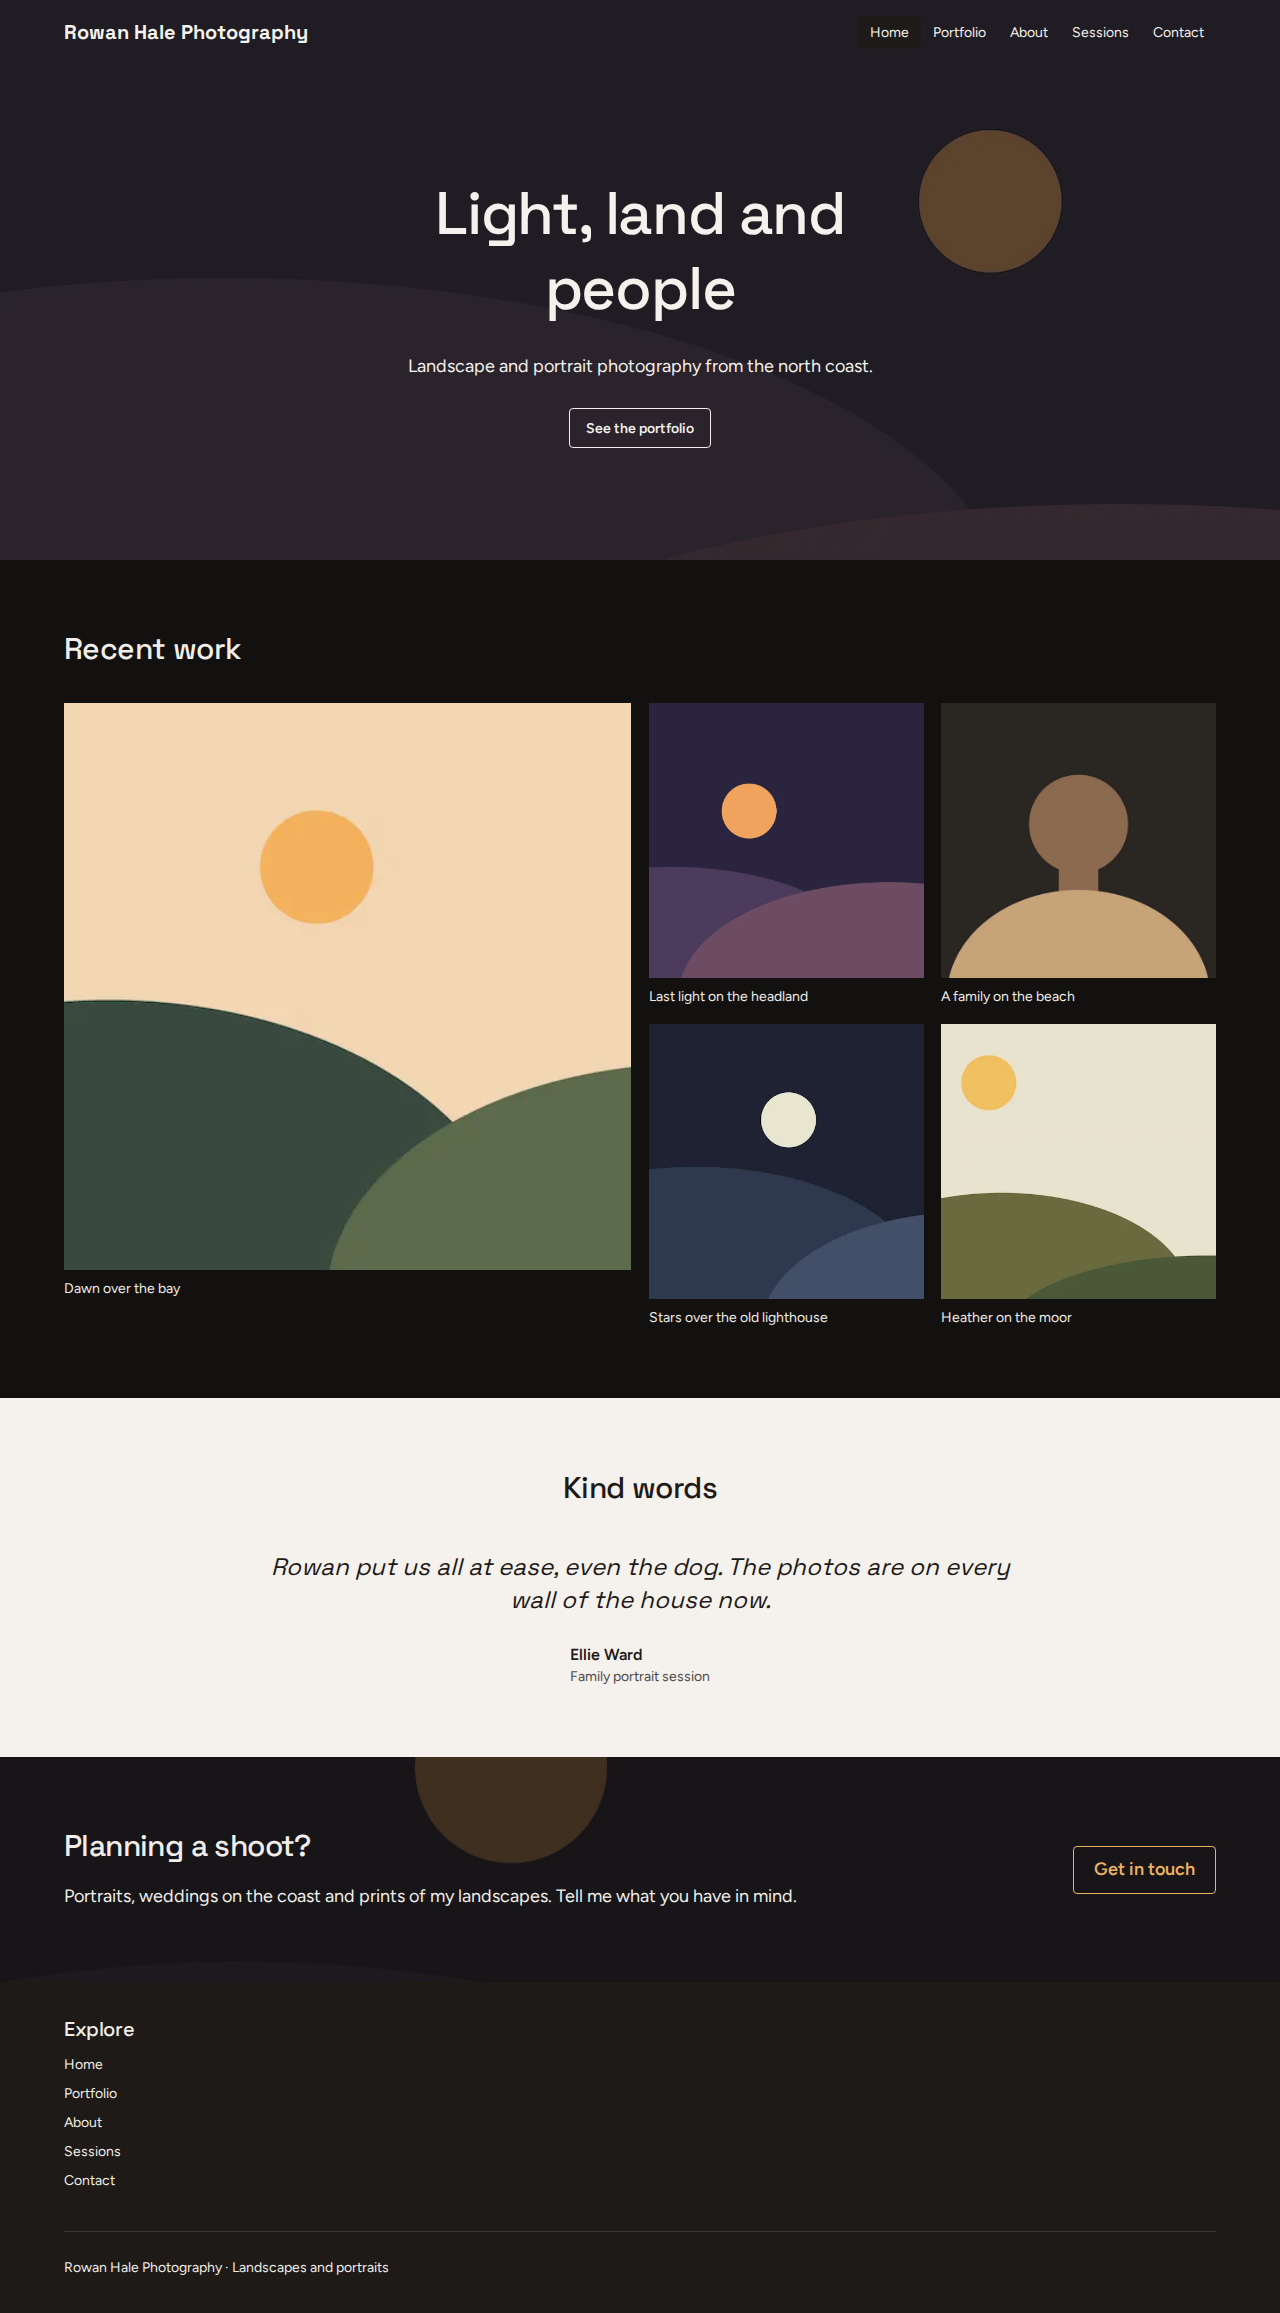 Rowan Hale Photography
Home Portfolio About Sessions Contact
Light, land and
people
Landscape and portrait photography from the north coast.
See the portfolio
Recent work
Last light on the headland
A family on the beach
Dawn over the bay
Stars over the old lighthouse
Heather on the moor
Kind words
Rowan put us all at ease, even the dog. The photos are on every
wall of the house now.
Ellie Ward
Family portrait session
Planning a shoot?
Portraits, weddings on the coast and prints of my landscapes. Tell me what you have in mind.
Get in touch
Explore
Home
Portfolio
About
Sessions
Contact
Rowan Hale Photography · Landscapes and portraits